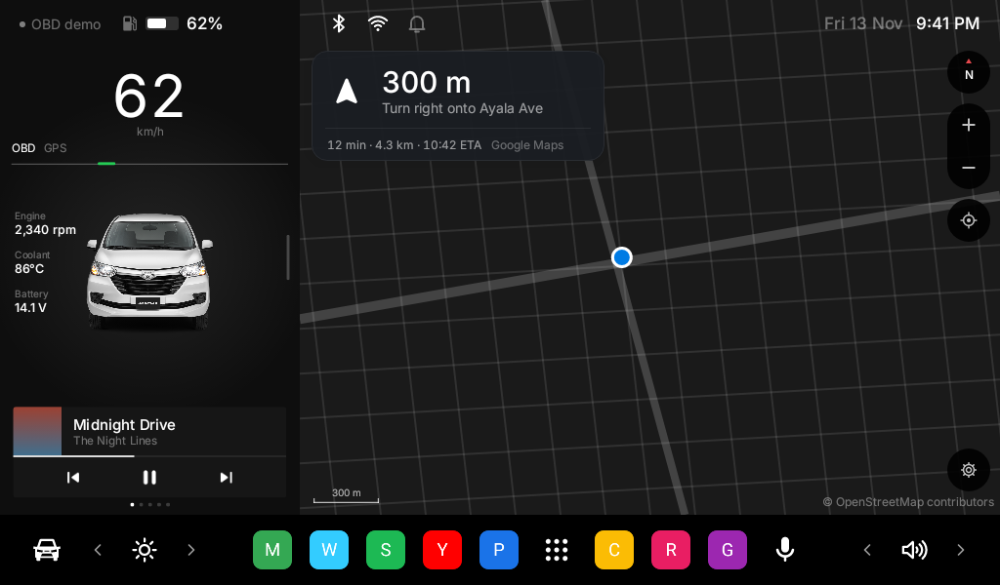 OBD demo
62%
62
km/h
OBD GPS
Engine
2,340 rpm
Coolant
86°C
Battery
14.1 V
Midnight Drive
The Night Lines
Fri 13 Nov 9:41 PM
300 m
Turn right onto Ayala Ave
12 min · 4.3 km · 10:42 ETA Google Maps
N
300 m
© OpenStreetMap contributors
M W S Y P C R G